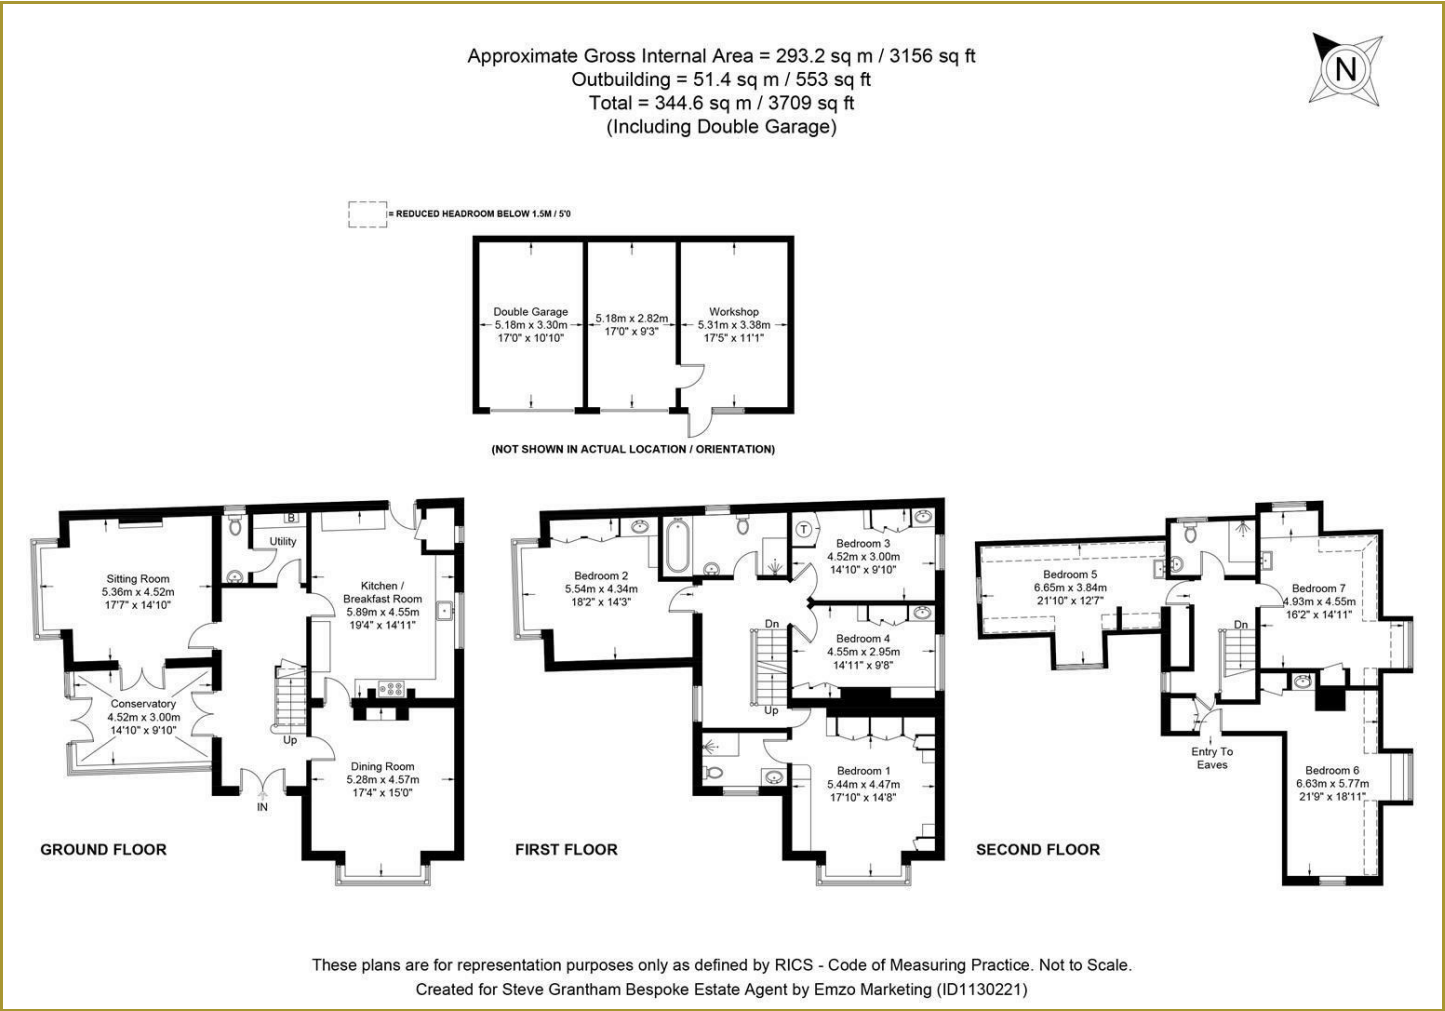 Approximate Gross Internal Area = 293.2 sq m / 3156 sq ft
Outbuilding = 51.4 sq m / 553 sq ft
Total = 344.6 sq m / 3709 sq ft
(Including Double Garage)
N
= REDUCED HEADROOM BELOW 1.5M / 5'0
Double Garage
5.18m x 3.30m
17'0" x 10'10"
5.18m x 2.82m
17'0" x 9'3"
Workshop
5.31m x 3.38m
17'5" x 11'1"
(NOT SHOWN IN ACTUAL LOCATION / ORIENTATION)
Sitting Room
5.36m x 4.52m
17'7" x 14'10"
B
Utility
Kitchen /
Breakfast Room
5.89m x 4.55m
19'4" x 14'11"
Conservatory
4.52m x 3.00m
14'10" x 9'10"
Up
Dining Room
5.28m x 4.57m
17'4" x 15'0"
IN
GROUND FLOOR
Bedroom 2
5.54m x 4.34m
18'2" x 14'3"
T
Bedroom 3
4.52m x 3.00m
14'10" x 9'10"
Dn
Bedroom 4
4.55m x 2.95m
14'11" x 9'8"
Up
Bedroom 1
5.44m x 4.47m
17'10" x 14'8"
FIRST FLOOR
Bedroom 5
6.65m x 3.84m
21'10" x 12'7"
Bedroom 7
4.93m x 4.55m
16'2" x 14'11"
Dn
Entry To
Eaves
Bedroom 6
6.63m x 5.77m
21'9" x 18'11"
SECOND FLOOR
These plans are for representation purposes only as defined by RICS - Code of Measuring Practice. Not to Scale.
Created for Steve Grantham Bespoke Estate Agent by Emzo Marketing (ID1130221)